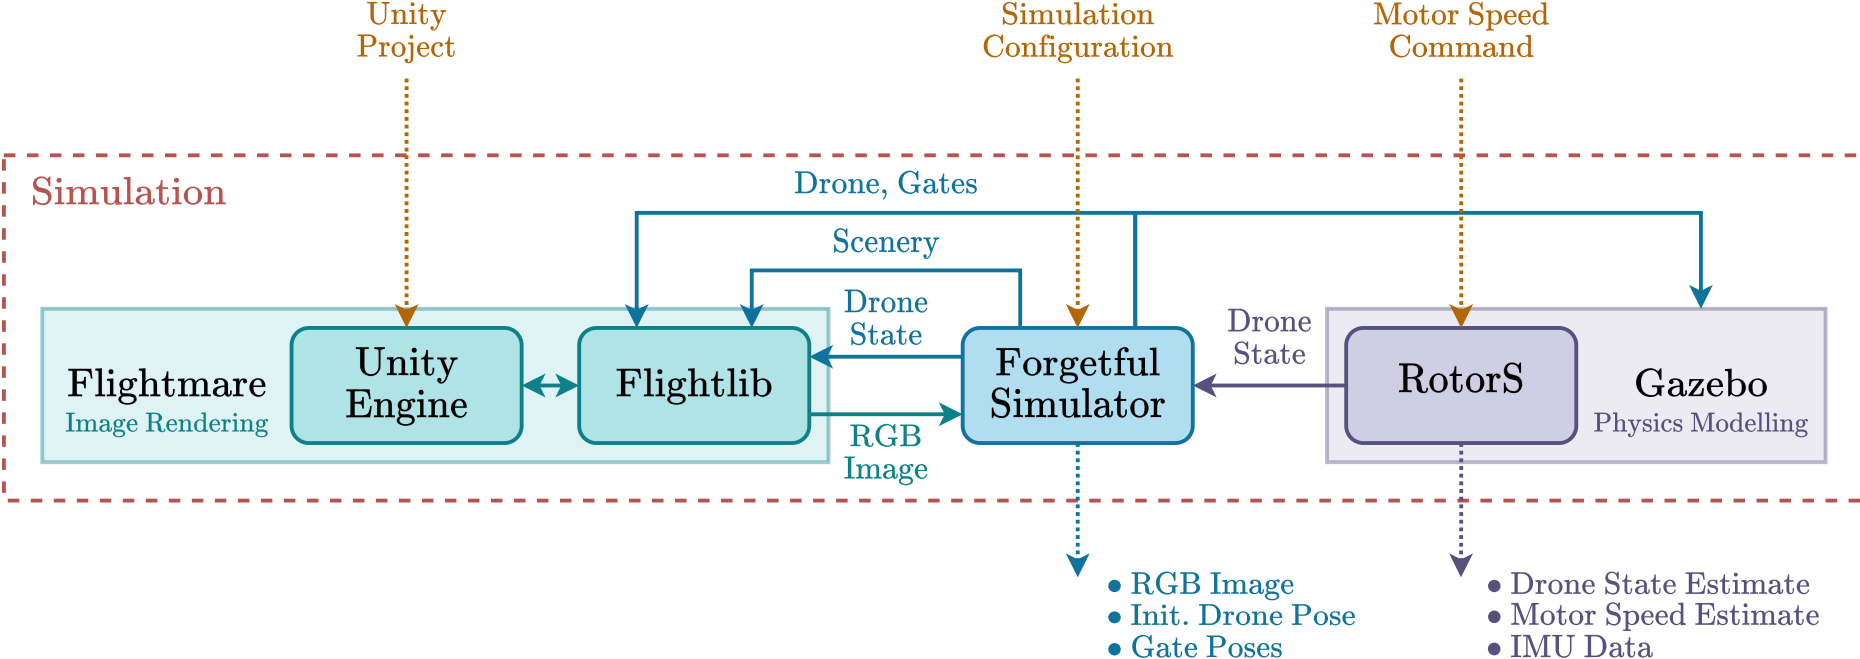 Unity
Project
Simulation
Configuration
Motor Speed
Command
Simulation
Drone, Gates
Scenery
Drone
State
Drone
State
Flightmare
Image Rendering
Unity
Engine
Flightlib
Forgetful
Simulator
RotorS
Gazebo
Physics Modelling
RGB
Image
• RGB Image
• Init. Drone Pose
• Gate Poses
• Drone State Estimate
• Motor Speed Estimate
• IMU Data